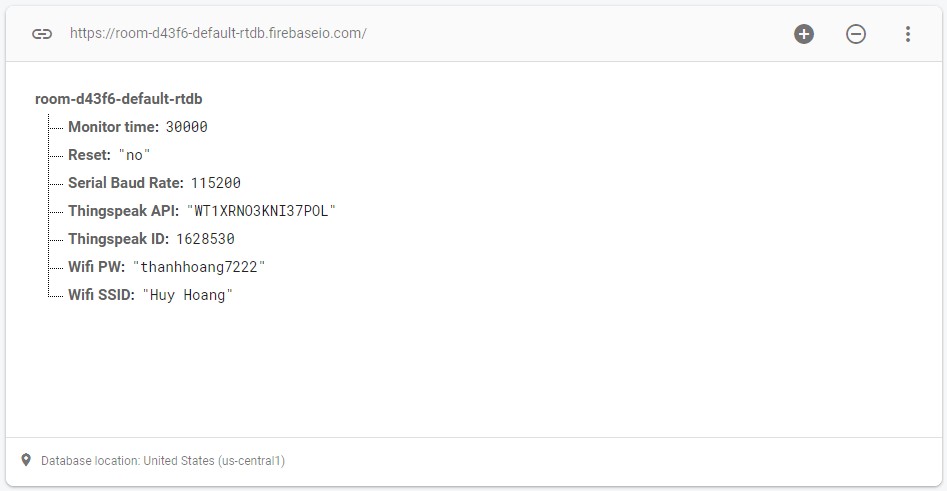 https://room-d43f6-default-rtdb.firebaseio.com/
room-d43f6-default-rtdb
Monitor time: 30000
Reset: "no"
Serial Baud Rate: 115200
Thingspeak API: "WT1XRNO3KNI37POL"
Thingspeak ID: 1628530
Wifi PW: "thanhhoang7222"
Wifi SSID: "Huy Hoang"
Database location: United States (us-central1)